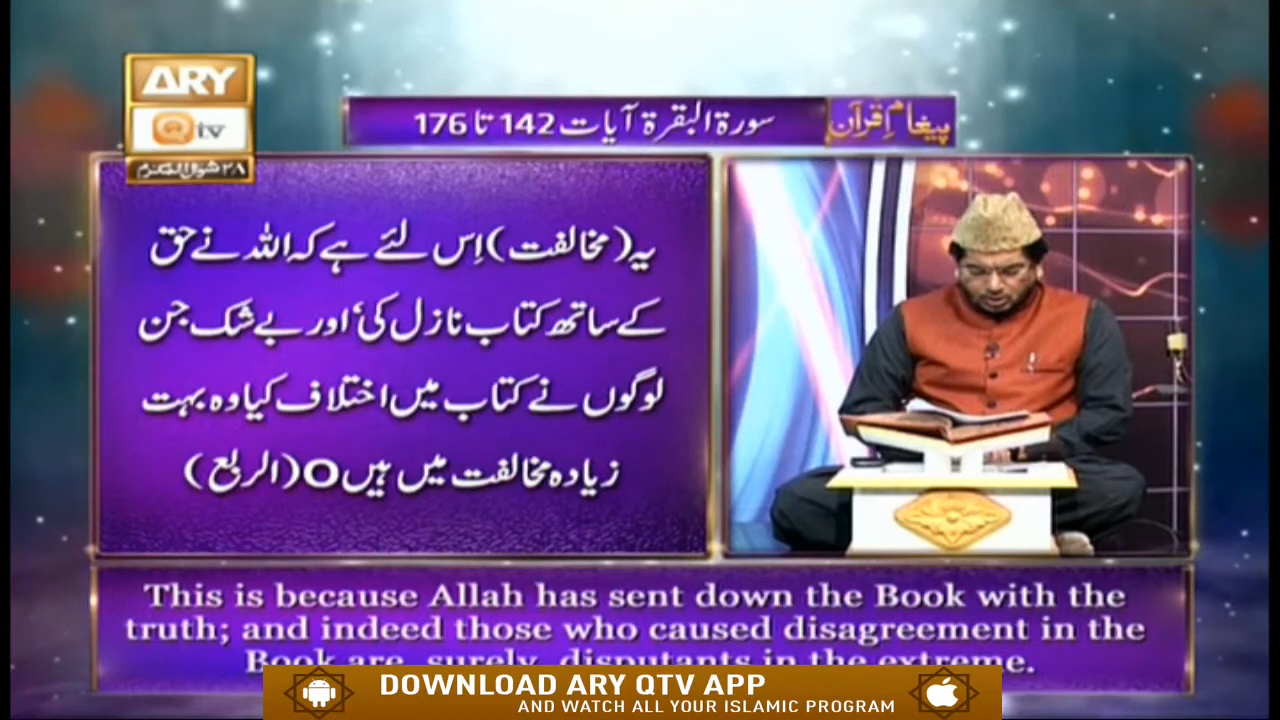 ARY
Qtv
۲۸ شوال المکرم
سورۃ البقرۃ آیات 142 تا 176
پیغام قرآن
یہ (مخالفت) اِس لئے ہے کہ اللہ نے حق
کے ساتھ کتاب نازل کی‘ اور بے شک جن
لوگوں نے کتاب میں اختلاف کیا وہ بہت
زیادہ مخالفت میں ہیں O (الربع)
This is because Allah has sent down the Book with the
truth; and indeed those who caused disagreement in the
Book are, surely, disputants in the extreme.
DOWNLOAD ARY QTV APP
AND WATCH ALL YOUR ISLAMIC PROGRAM